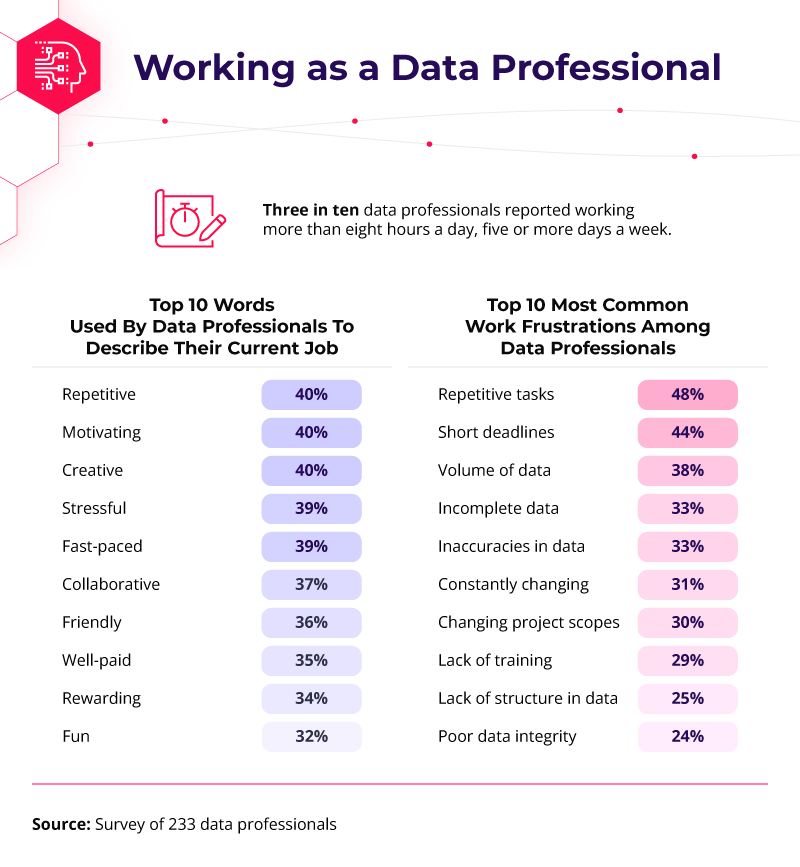 Working as a Data Professional
Three in ten data professionals reported working
more than eight hours a day, five or more days a week.
Top 10 Words
Used By Data Professionals To
Describe Their Current Job
Repetitive 40%
Motivating 40%
Creative 40%
Stressful 39%
Fast-paced 39%
Collaborative 37%
Friendly 36%
Well-paid 35%
Rewarding 34%
Fun 32%
Top 10 Most Common
Work Frustrations Among
Data Professionals
Repetitive tasks 48%
Short deadlines 44%
Volume of data 38%
Incomplete data 33%
Inaccuracies in data 33%
Constantly changing 31%
Changing project scopes 30%
Lack of training 29%
Lack of structure in data 25%
Poor data integrity 24%
Source: Survey of 233 data professionals